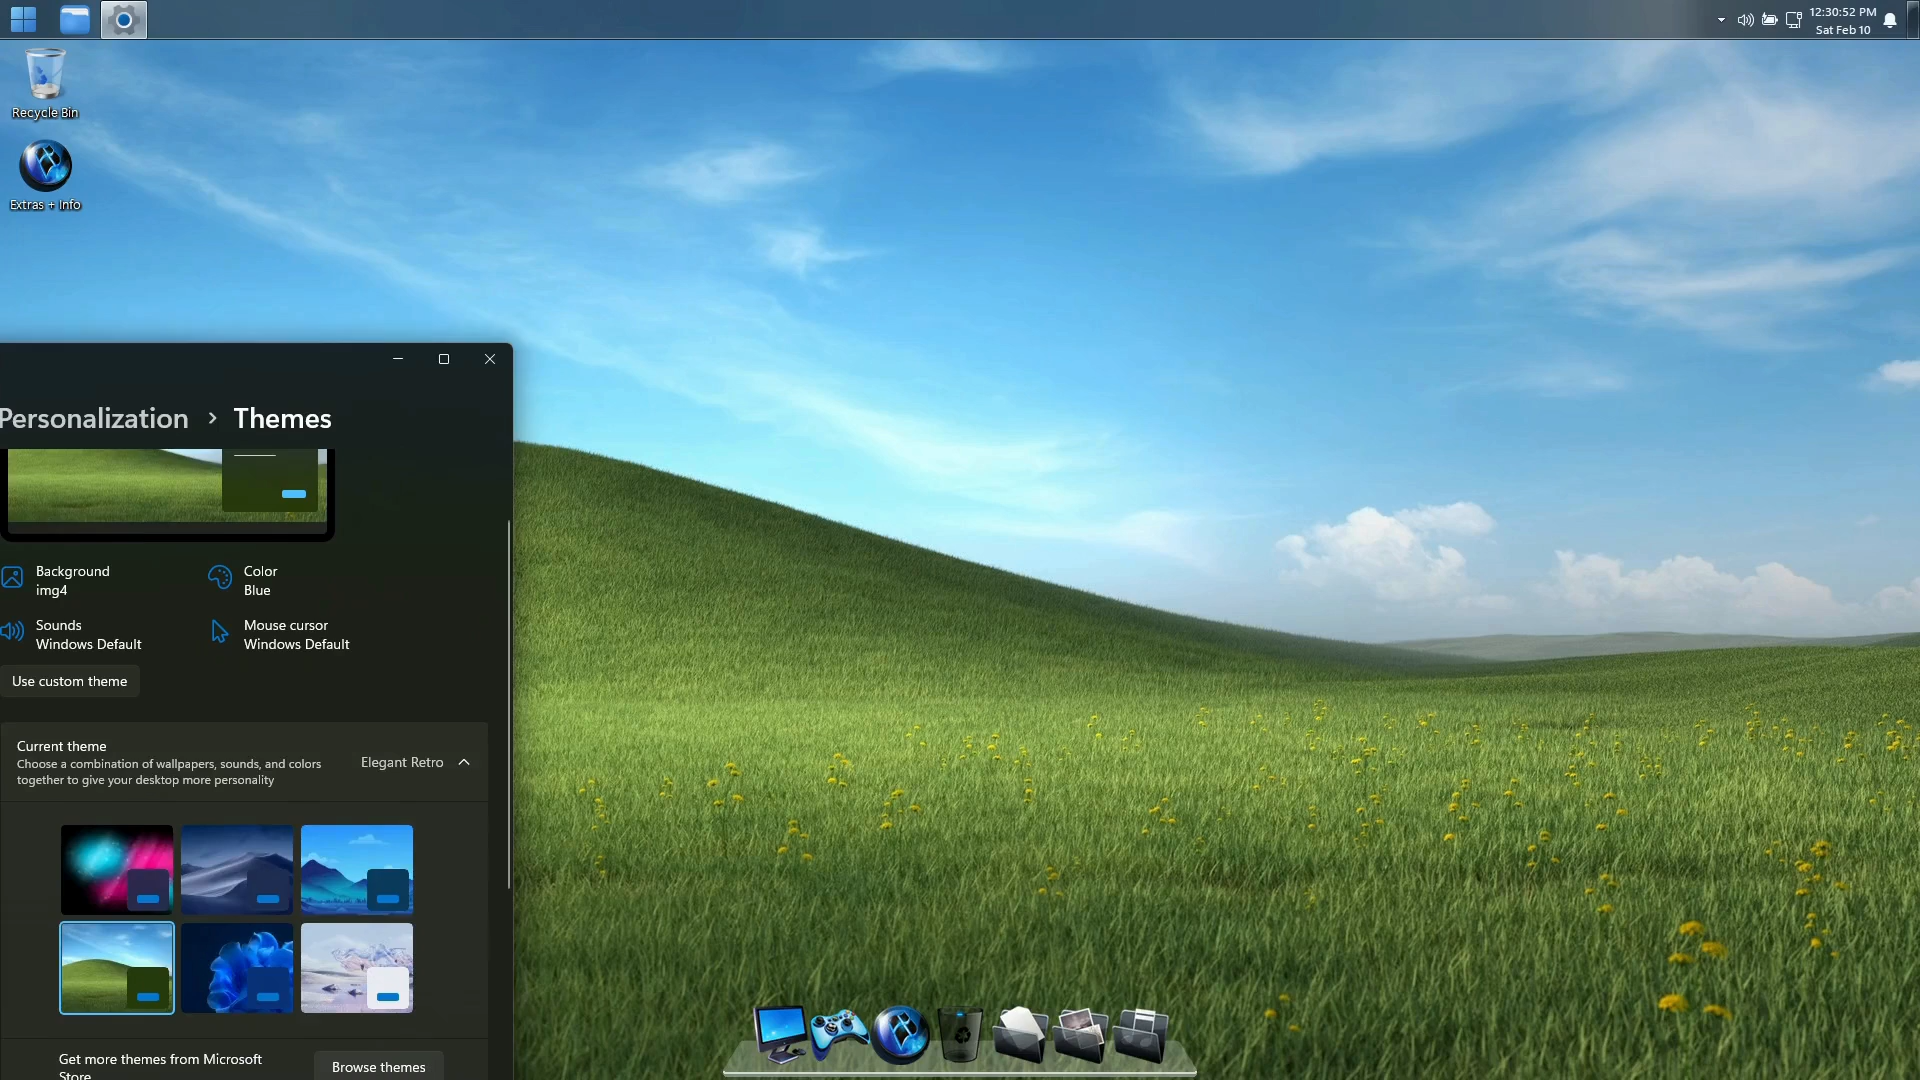 12:30:52 PM
Sat Feb 10
Recycle Bin
Extras + Info
Personalization > Themes
Background
img4
Color
Blue
Sounds
Windows Default
Mouse cursor
Windows Default
Use custom theme
Current theme
Choose a combination of wallpapers, sounds, and colors
together to give your desktop more personality
Elegant Retro
Get more themes from Microsoft
Store
Browse themes